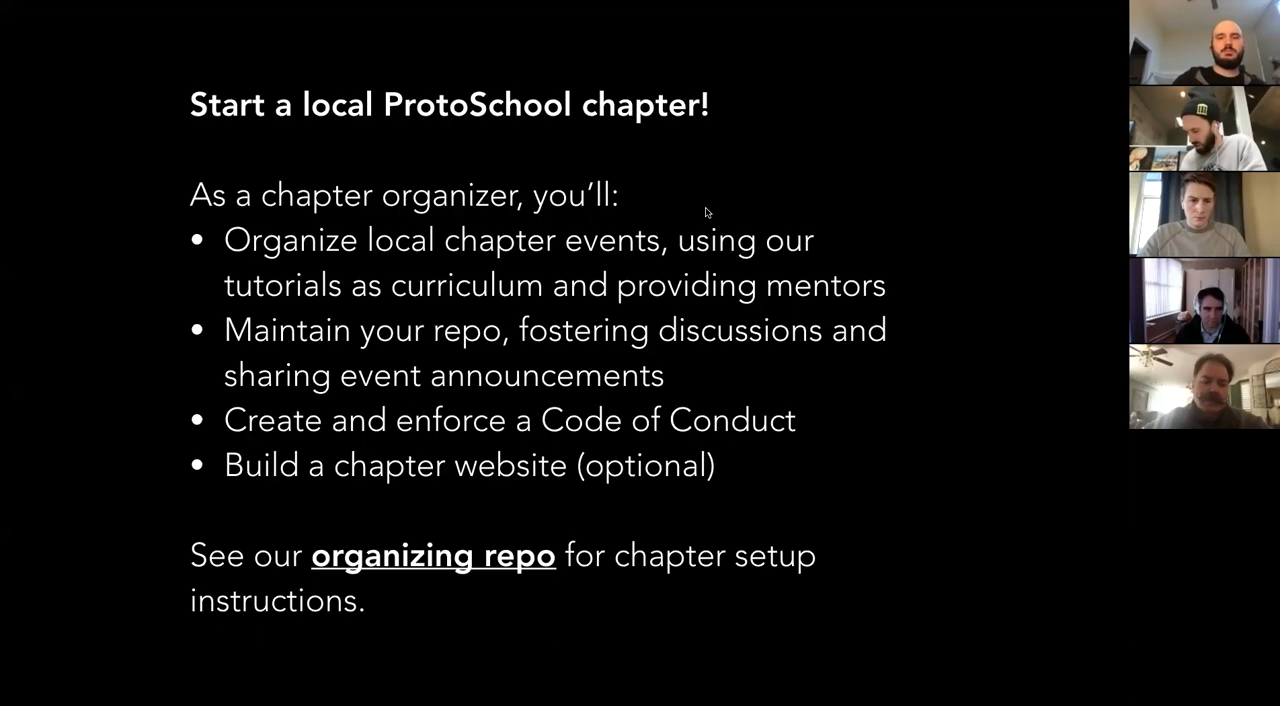 Start a local ProtoSchool chapter!
As a chapter organizer, you’ll:
• Organize local chapter events, using our
tutorials as curriculum and providing mentors
• Maintain your repo, fostering discussions and
sharing event announcements
• Create and enforce a Code of Conduct
• Build a chapter website (optional)
See our organizing repo for chapter setup
instructions.